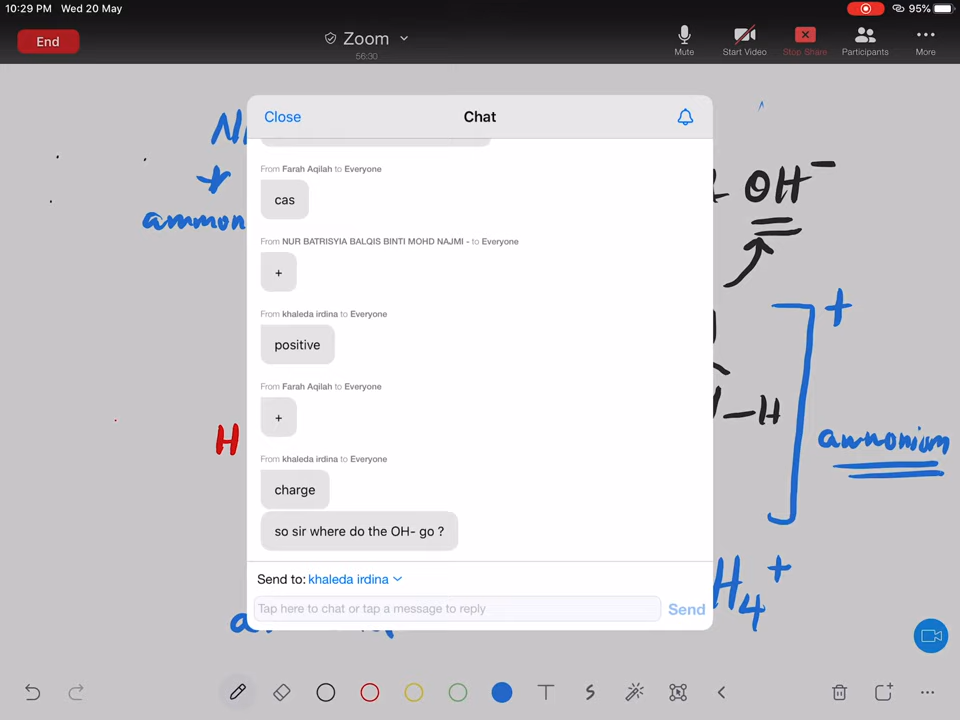 10:29 PM Wed 20 May
95%
End
Zoom
56:30
Mute
Start Video
Stop Share
Participants
More
Close
Chat
From Farah Aqilah to Everyone
cas
From NUR BATRISYIA BALQIS BINTI MOHD NAJMI - to Everyone
+
From khaleda irdina to Everyone
positive
From Farah Aqilah to Everyone
+
From khaleda irdina to Everyone
charge
so sir where do the OH- go ?
Send to: khaleda irdina
Tap here to chat or tap a message to reply
Send
+
OH⁻
+
-H
H
ammonium
H₄⁺
T